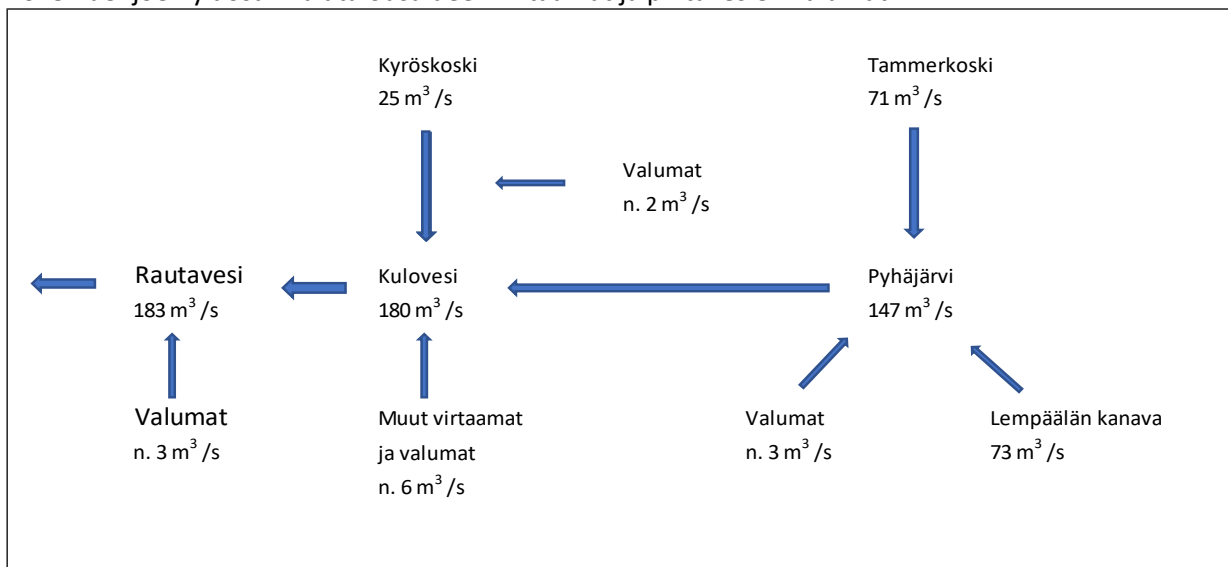 Kyröskoski
25 m³ /s
Tammerkoski
71 m³ /s
Valumat
n. 2 m³ /s
Rautavesi
183 m³ /s
Kulovesi
180 m³ /s
Pyhäjärvi
147 m³ /s
Valumat
n. 3 m³ /s
Muut virtaamat
ja valumat
n. 6 m³ /s
Valumat
n. 3 m³ /s
Lempäälän kanava
73 m³ /s